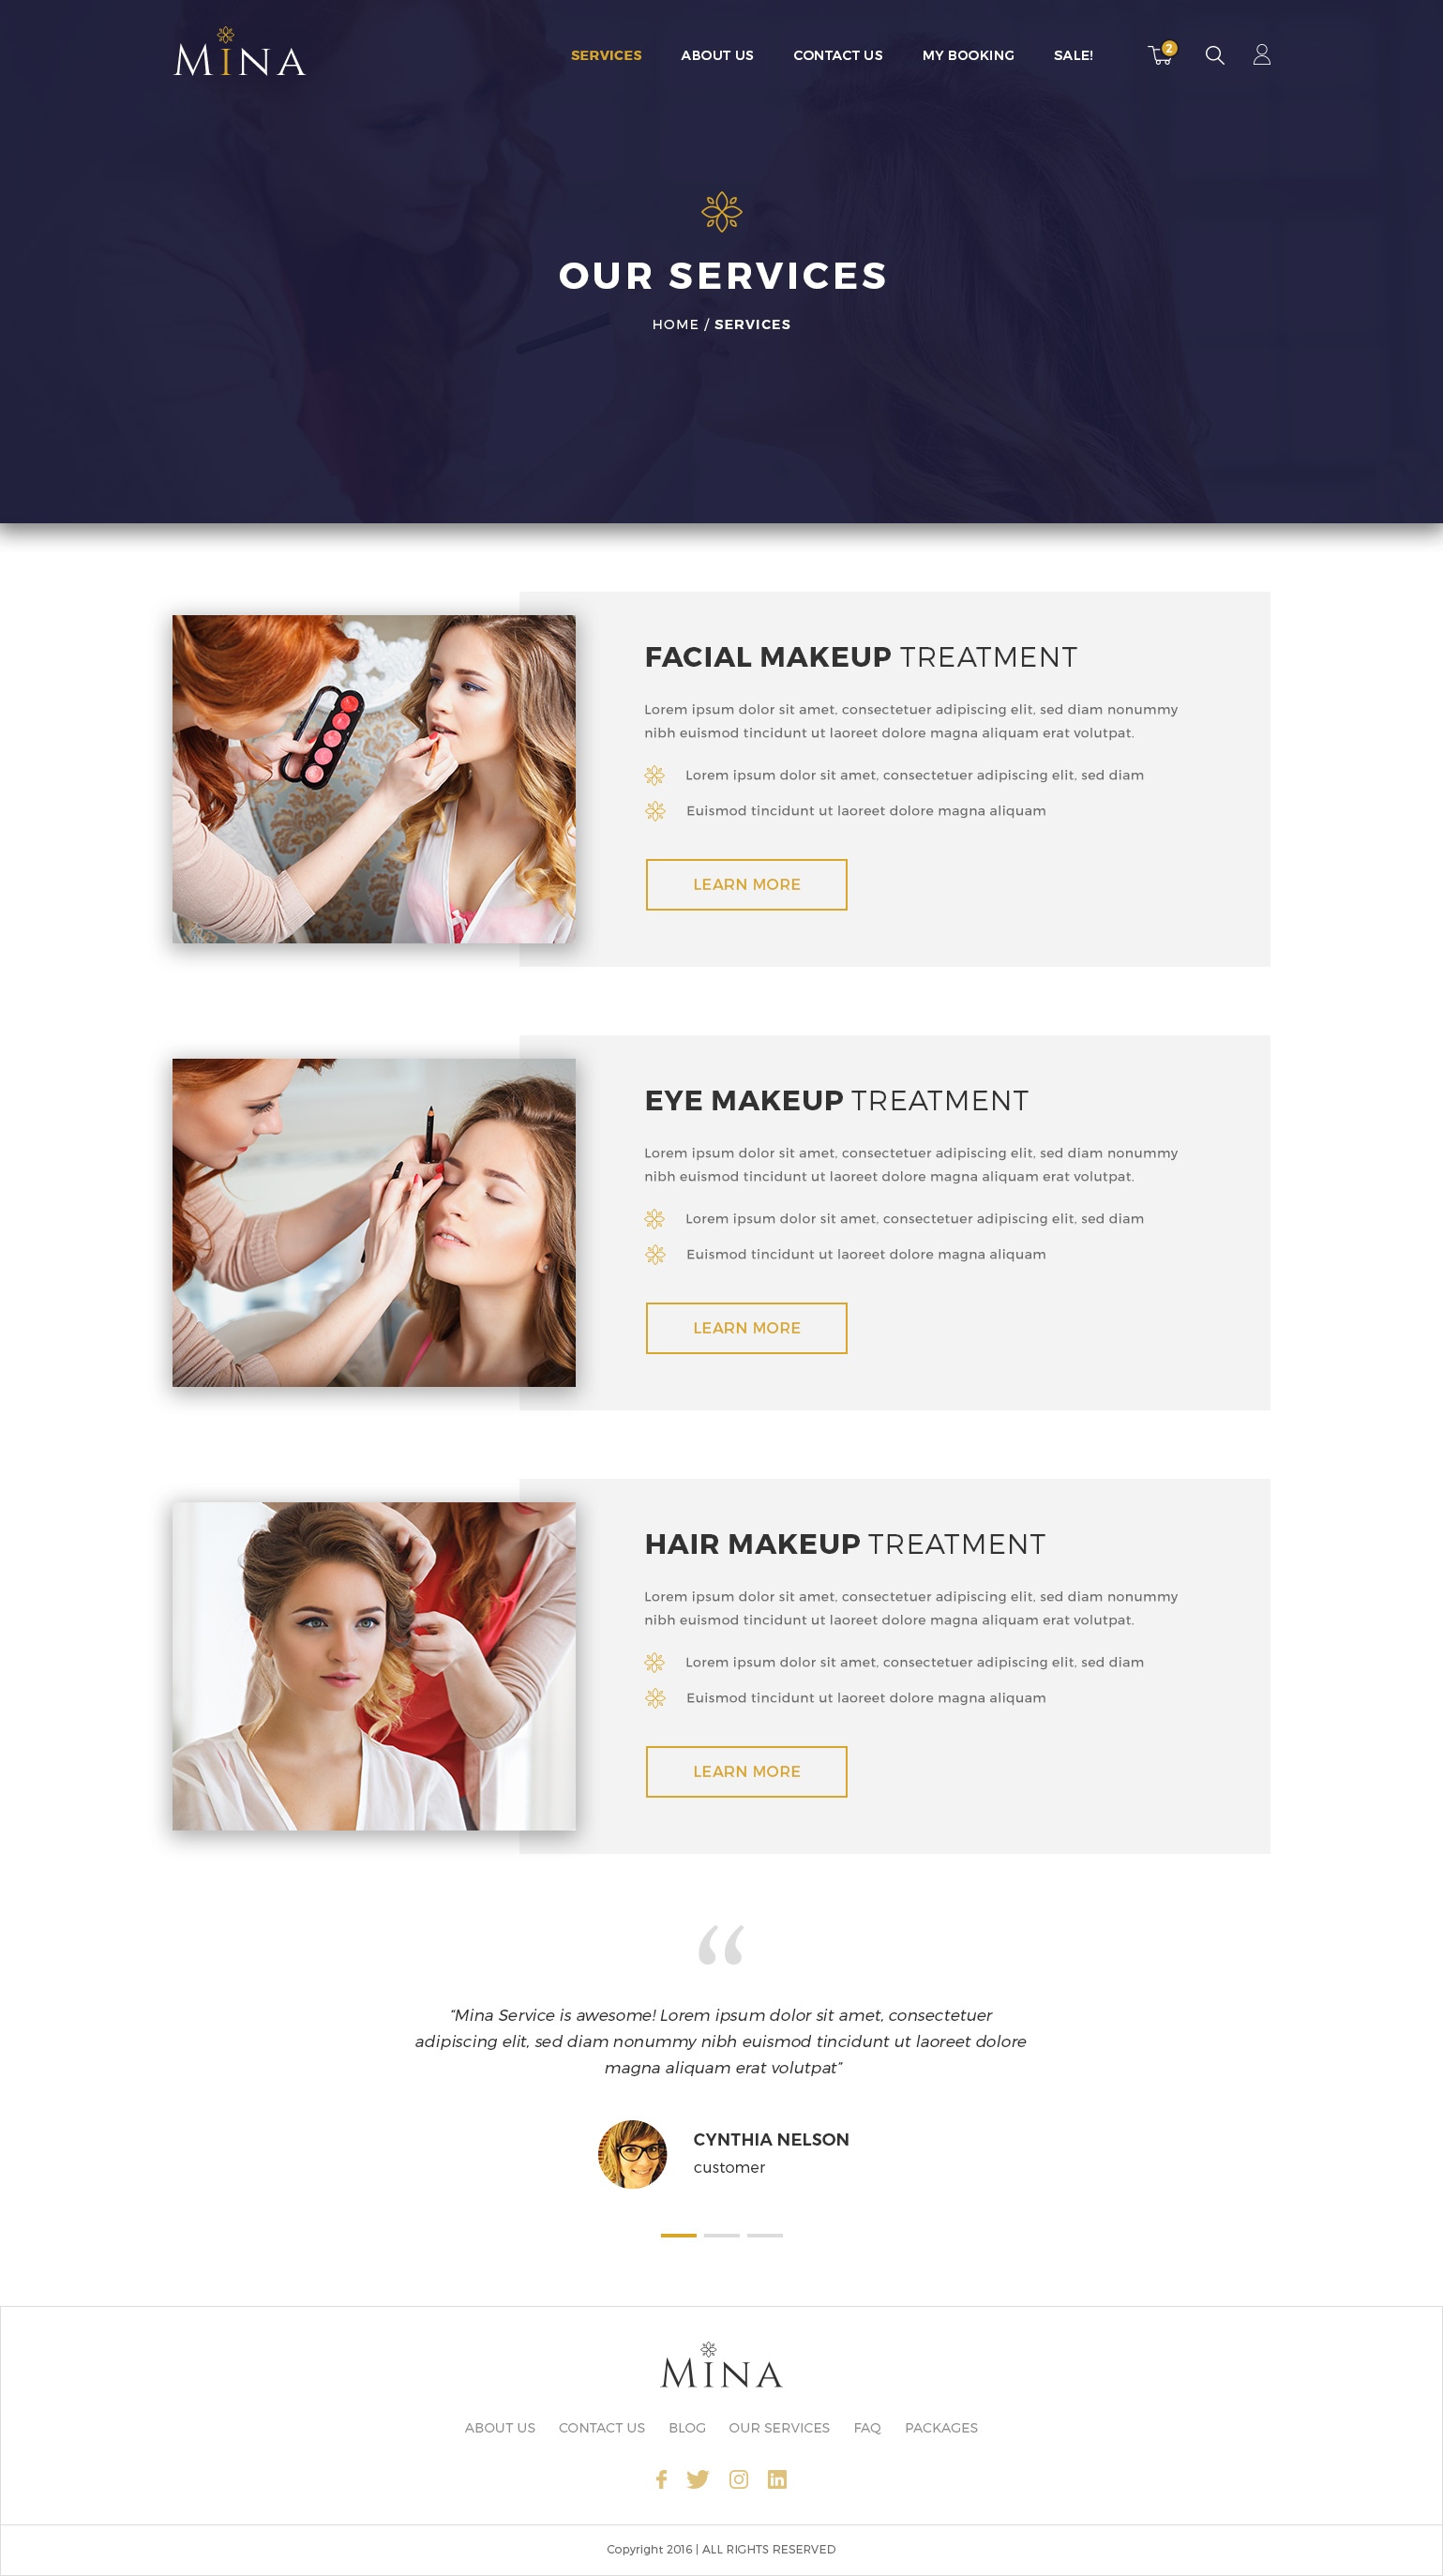 MINA
SERVICES ABOUT US CONTACT US MY BOOKING SALE! 2
OUR SERVICES
HOME / SERVICES
FACIAL MAKEUP TREATMENT
Lorem ipsum dolor sit amet, consectetuer adipiscing elit, sed diam nonummy
nibh euismod tincidunt ut laoreet dolore magna aliquam erat volutpat.
Lorem ipsum dolor sit amet, consectetuer adipiscing elit, sed diam
Euismod tincidunt ut laoreet dolore magna aliquam
LEARN MORE
EYE MAKEUP TREATMENT
Lorem ipsum dolor sit amet, consectetuer adipiscing elit, sed diam nonummy
nibh euismod tincidunt ut laoreet dolore magna aliquam erat volutpat.
Lorem ipsum dolor sit amet, consectetuer adipiscing elit, sed diam
Euismod tincidunt ut laoreet dolore magna aliquam
LEARN MORE
HAIR MAKEUP TREATMENT
Lorem ipsum dolor sit amet, consectetuer adipiscing elit, sed diam nonummy
nibh euismod tincidunt ut laoreet dolore magna aliquam erat volutpat.
Lorem ipsum dolor sit amet, consectetuer adipiscing elit, sed diam
Euismod tincidunt ut laoreet dolore magna aliquam
LEARN MORE
“
“Mina Service is awesome! Lorem ipsum dolor sit amet, consectetuer
adipiscing elit, sed diam nonummy nibh euismod tincidunt ut laoreet dolore
magna aliquam erat volutpat”
CYNTHIA NELSON
customer
MINA
ABOUT US CONTACT US BLOG OUR SERVICES FAQ PACKAGES
Copyright 2016 | ALL RIGHTS RESERVED